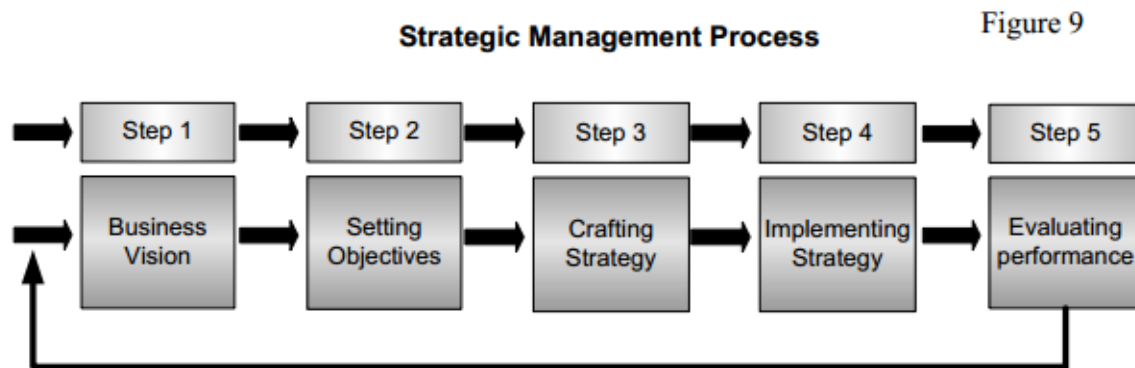 Figure 9
Strategic Management Process
Step 1
Step 2
Step 3
Step 4
Step 5
Business
Vision
Setting
Objectives
Crafting
Strategy
Implementing
Strategy
Evaluating
performance